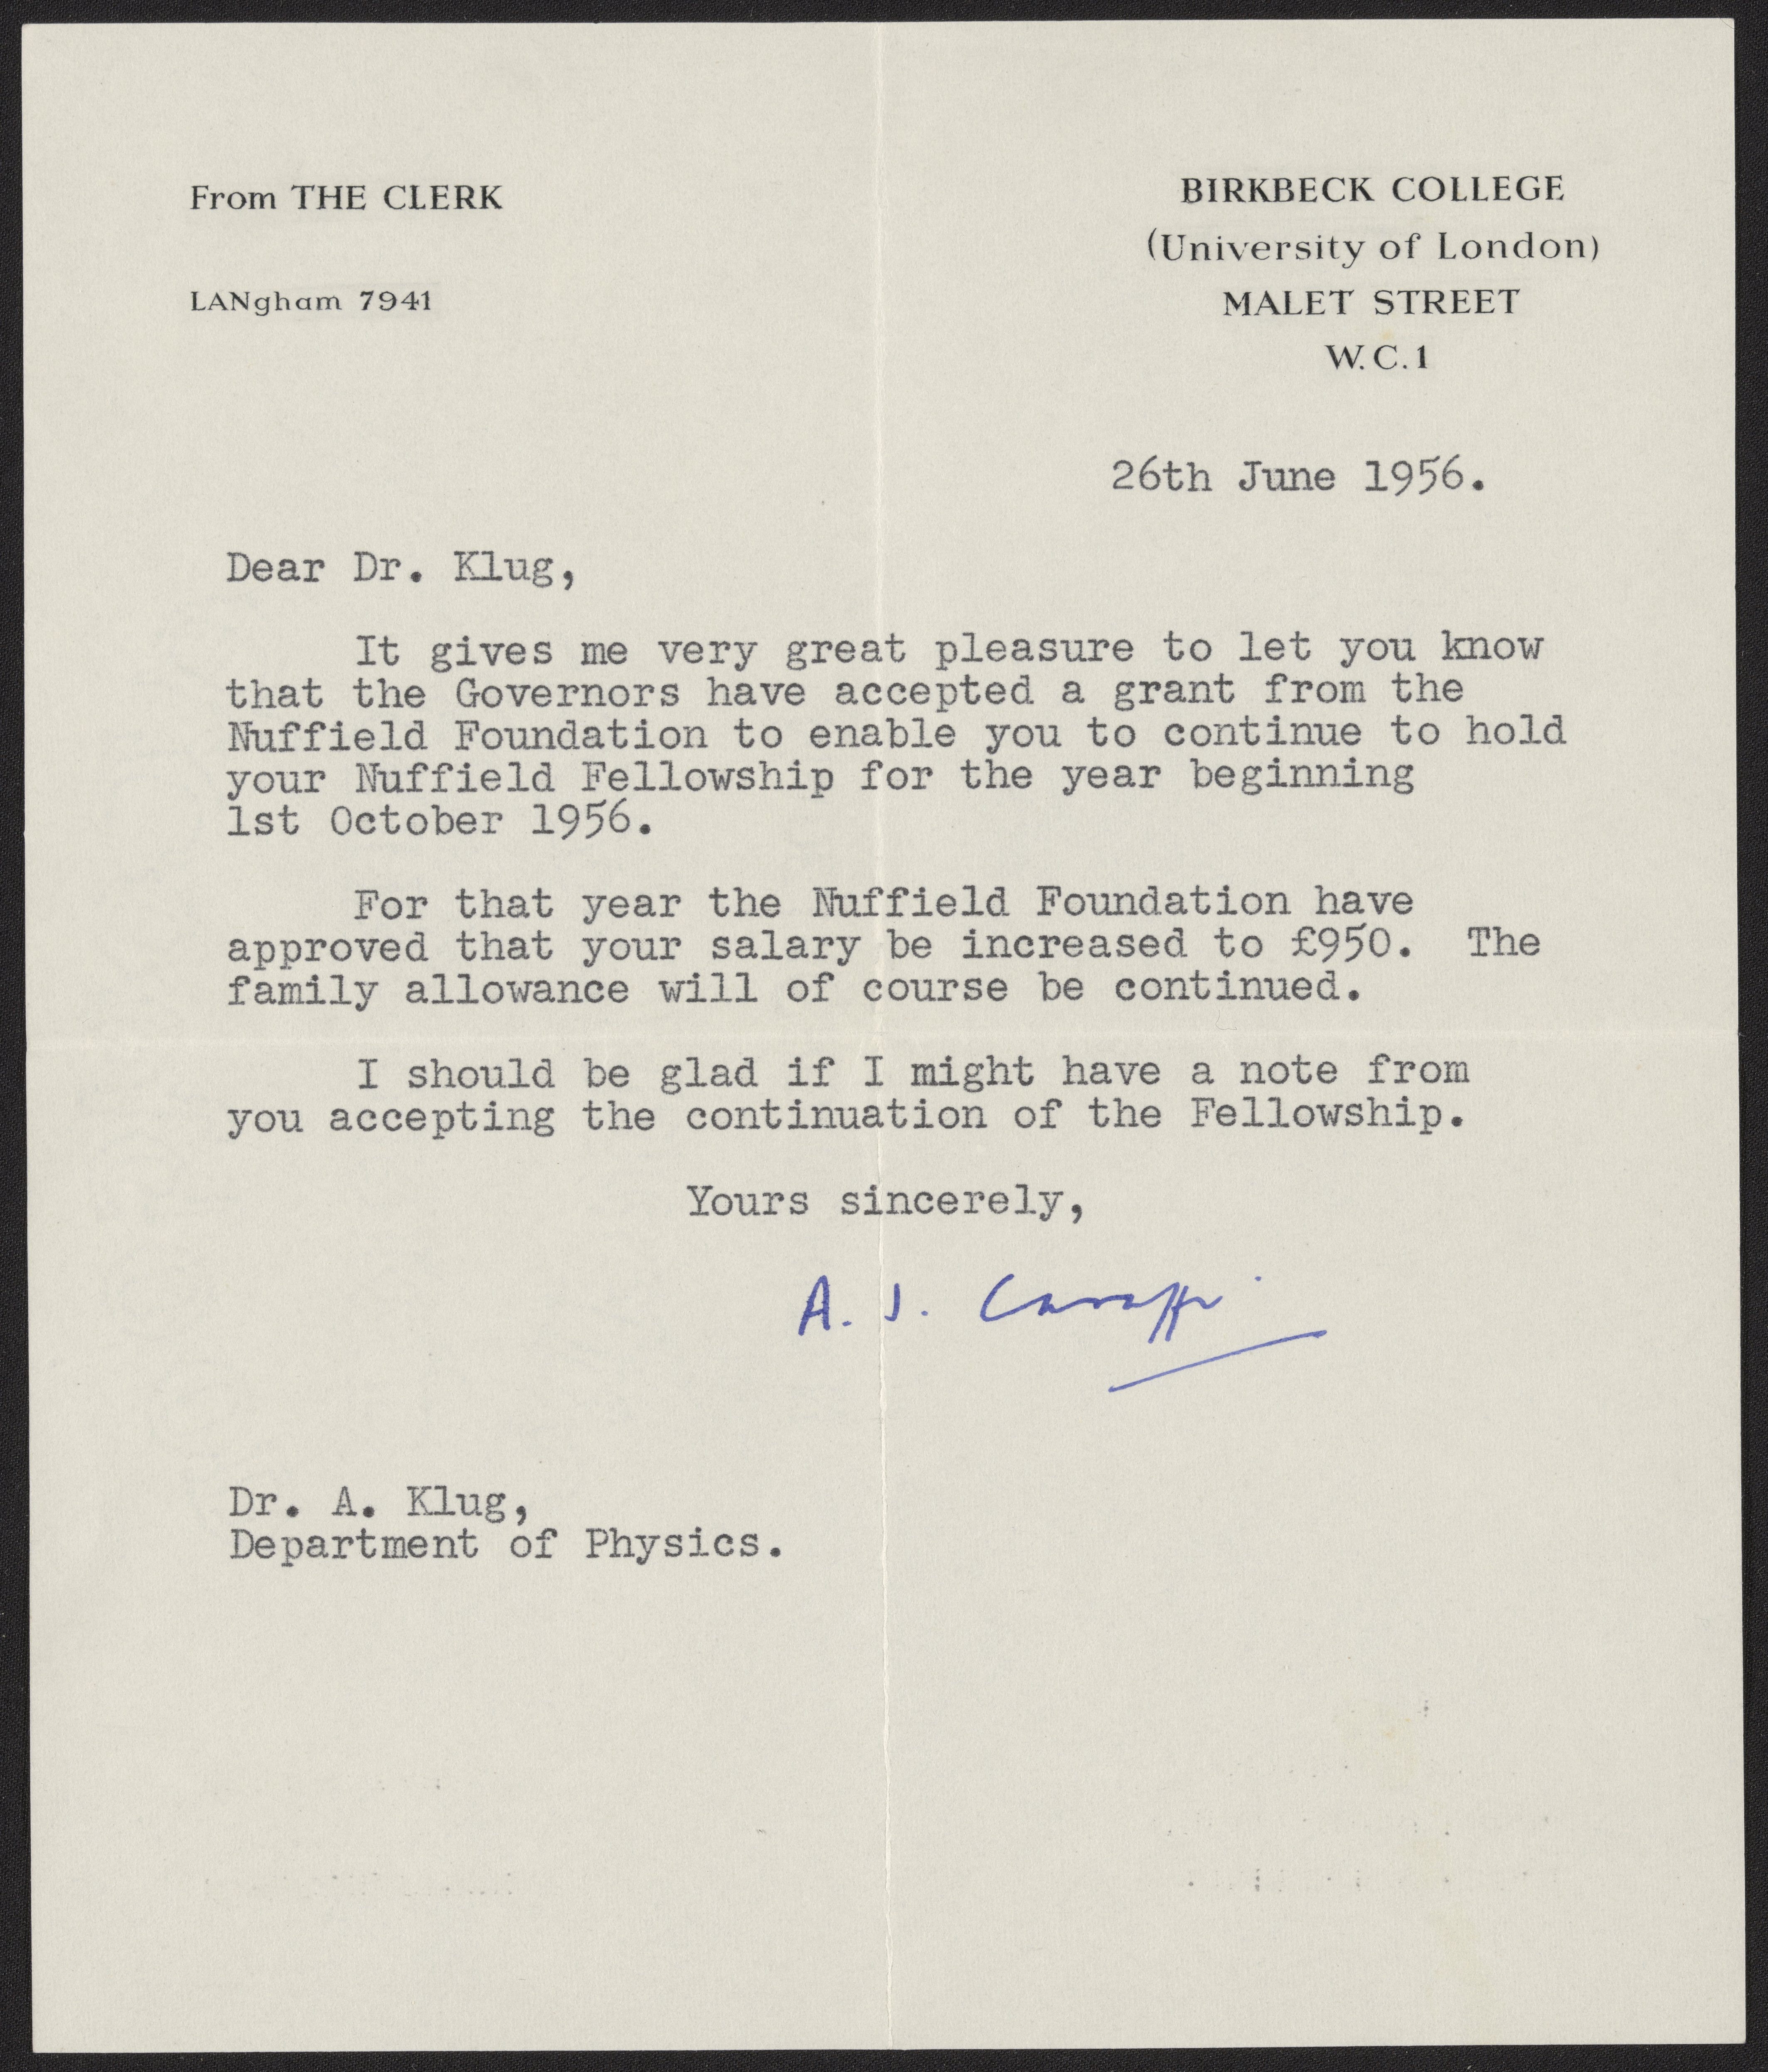 From THE CLERK
LANgham 7941
BIRKBECK COLLEGE
(University of London)
MALET STREET
W.C.1
26th June 1956.
Dear Dr. Klug,
It gives me very great pleasure to let you know
that the Governors have accepted a grant from the
Nuffield Foundation to enable you to continue to hold
your Nuffield Fellowship for the year beginning
1st October 1956.
For that year the Nuffield Foundation have
approved that your salary be increased to £950. The
family allowance will of course be continued.
I should be glad if I might have a note from
you accepting the continuation of the Fellowship.
Yours sincerely,
A. J. Caraffi
Dr. A. Klug,
Department of Physics.